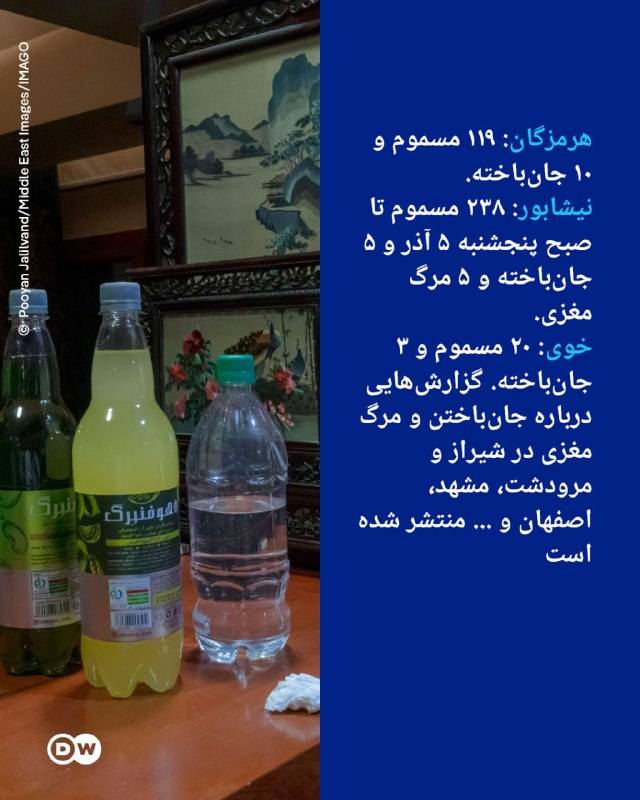 هرمزگان: ۱۱۹ مسموم و
۱۰ جان‌باخته.
نیشابور: ۲۳۸ مسموم تا
صبح پنجشنبه ۵ آذر و ۵
جان‌باخته و ۵ مرگ
مغزی.
خوی: ۲۰ مسموم و ۳
جان‌باخته. گزارش‌هایی
درباره جان‌باختن و مرگ
مغزی در شیراز و
مرودشت، مشهد،
اصفهان و ... منتشر شده
است
© Pooyan Jalilvand/Middle East Images/IMAGO
هوفنبرگ
DW